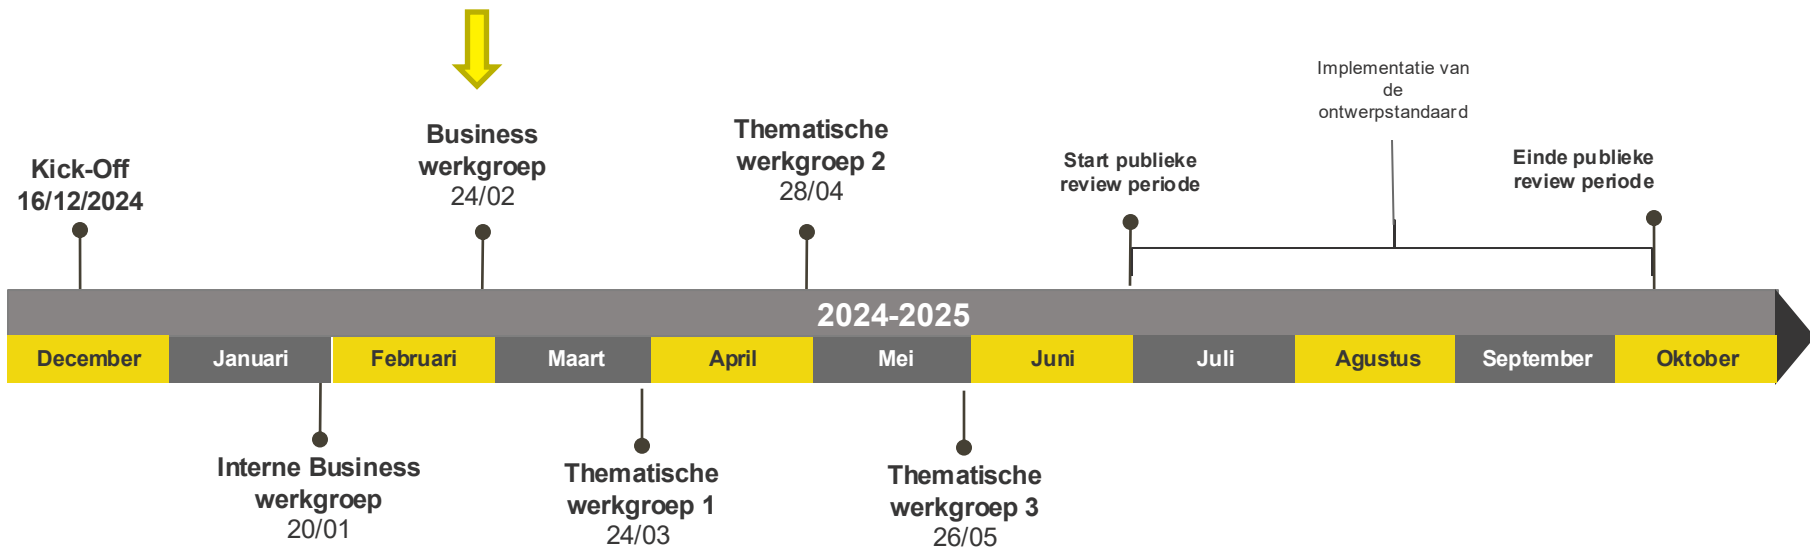 Kick-Off
16/12/2024
Business
werkgroep
24/02
Thematische
werkgroep 2
28/04
Start publieke
review periode
Implementatie van
de
ontwerpstandaard
Einde publieke
review periode
2024-2025
December
Januari
Februari
Maart
April
Mei
Juni
Juli
Agustus
September
Oktober
Interne Business
werkgroep
20/01
Thematische
werkgroep 1
24/03
Thematische
werkgroep 3
26/05